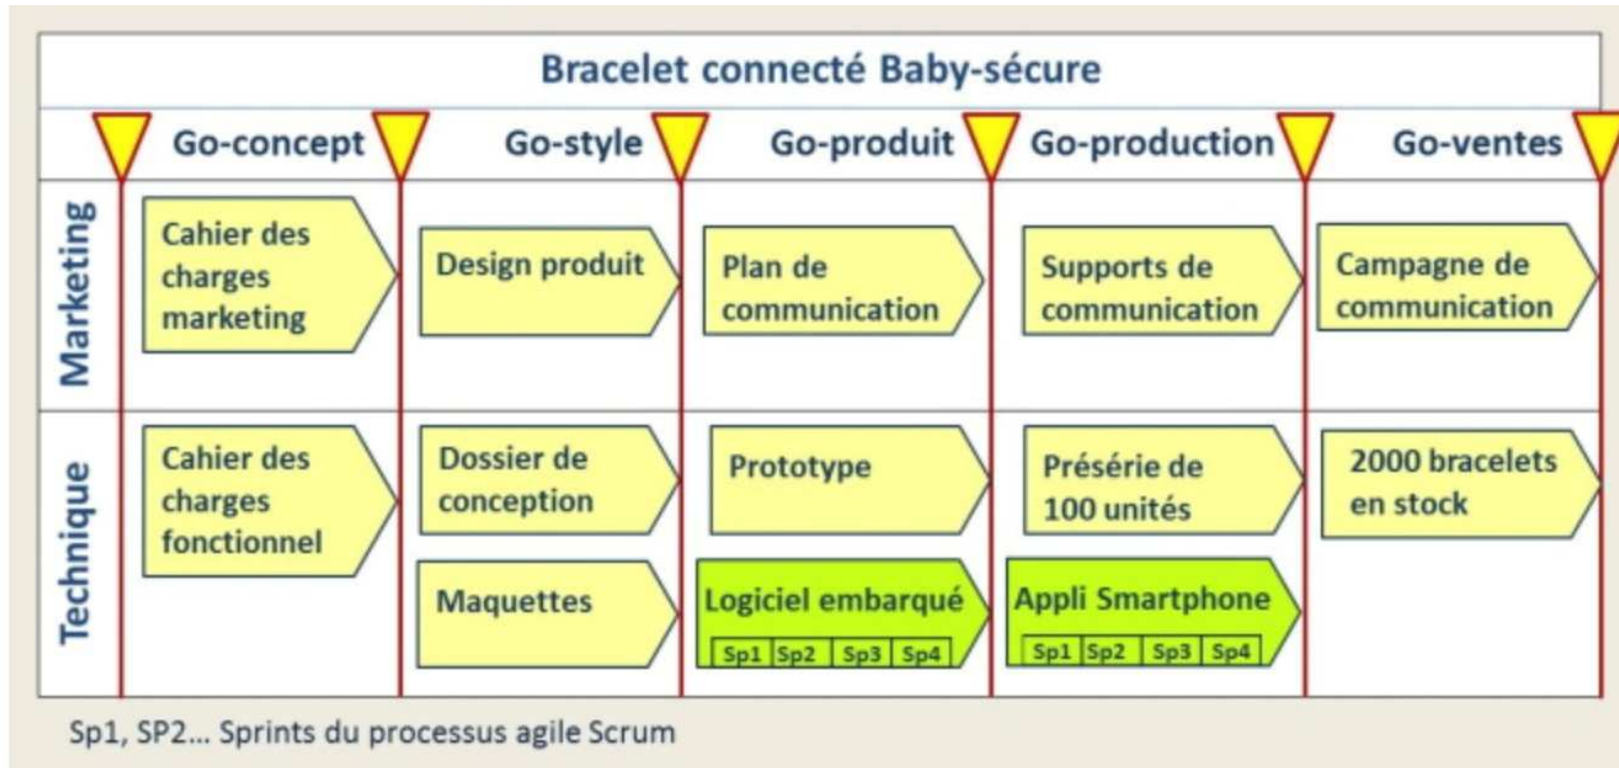 Bracelet connecté Baby-sécure
Go-concept
Go-style
Go-produit
Go-production
Go-ventes
Marketing
Cahier des
charges
marketing
Design produit
Plan de
communication
Supports de
communication
Campagne de
communication
Technique
Cahier des
charges
fonctionnel
Dossier de
conception
Prototype
Présérie de
100 unités
2000 bracelets
en stock
Maquettes
Logiciel embarqué
Sp1 Sp2 Sp3 Sp4
Appli Smartphone
Sp1 Sp2 Sp3 Sp4
Sp1, SP2... Sprints du processus agile Scrum